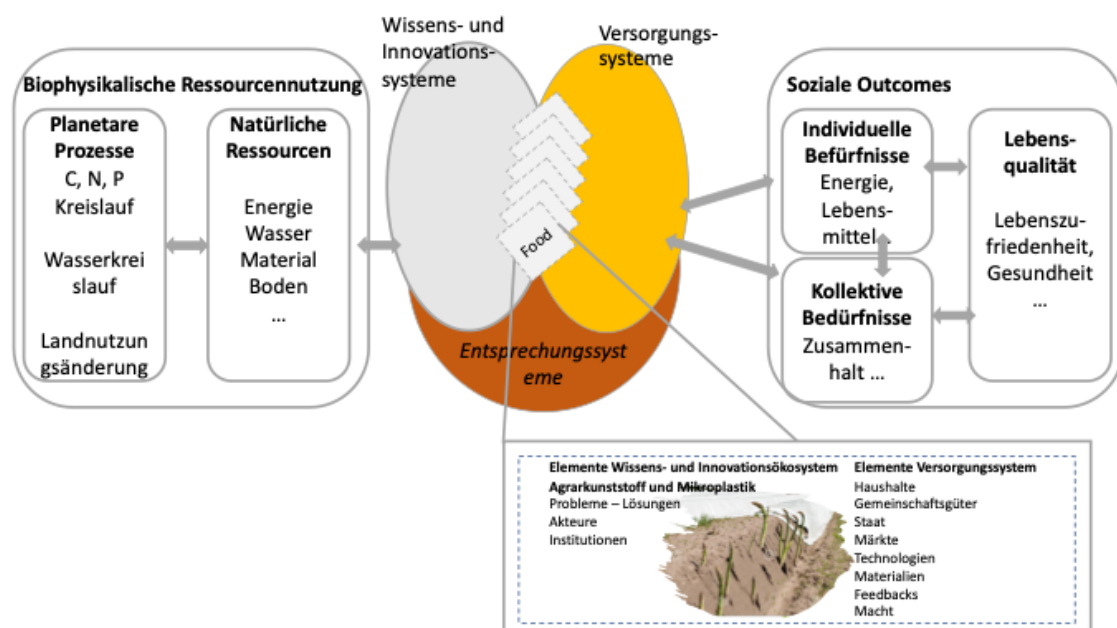 Wissens- und
Innovations-
systeme
Versorgungs-
systeme
Biophysikalische Ressourcennutzung
Planetare
Prozesse
C, N, P
Kreislauf
Wasserkrei
slauf
Landnutzun
gsänderung
Natürliche
Ressourcen
Energie
Wasser
Material
Boden
...
Food
Entsprechungssyst
eme
Soziale Outcomes
Individuelle
Befürfnisse
Energie,
Lebens-
mittel ..
Kollektive
Bedürfnisse
Zusammen-
halt ...
Lebens-
qualität
Lebenszu-
friedenheit,
Gesundheit
...
Elemente Wissens- und Innovationsökosystem
Agrarkunststoff und Mikroplastik
Probleme – Lösungen
Akteure
Institutionen
Elemente Versorgungssystem
Haushalte
Gemeinschaftsgüter
Staat
Märkte
Technologien
Materialien
Feedbacks
Macht